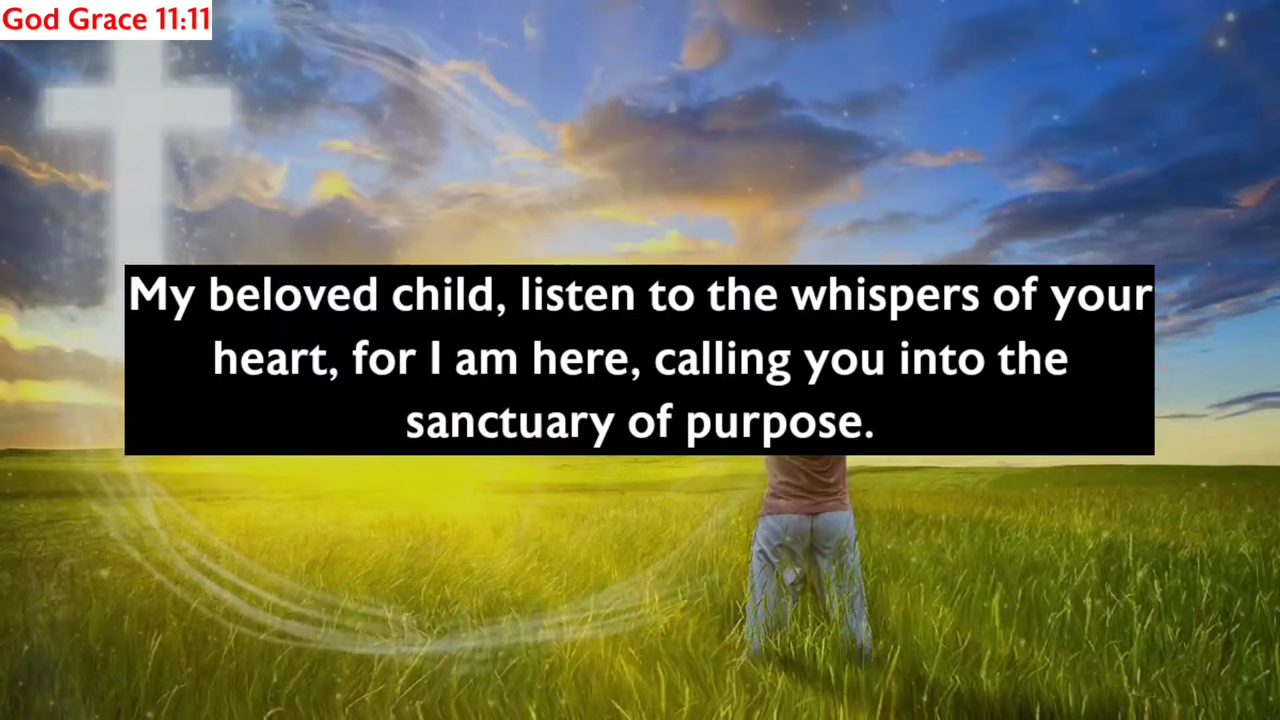 God Grace 11:11
My beloved child, listen to the whispers of your
heart, for I am here, calling you into the
sanctuary of purpose.